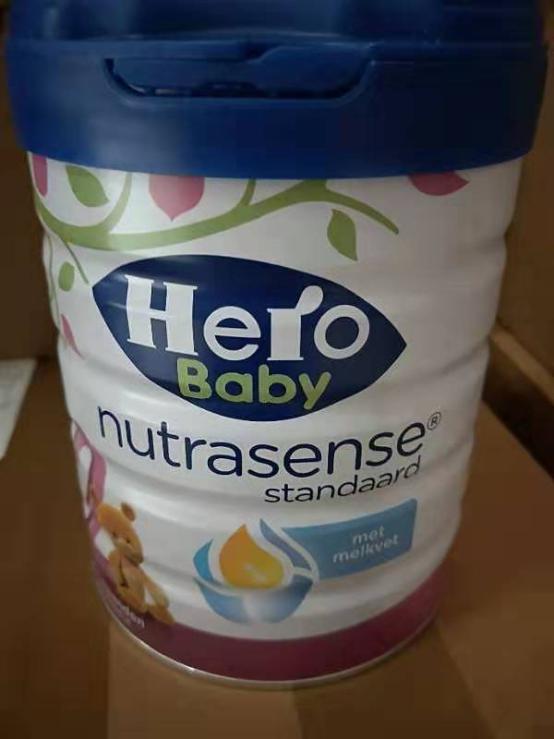 Hero
Baby
nutrasense®
standaard
met
melkvet